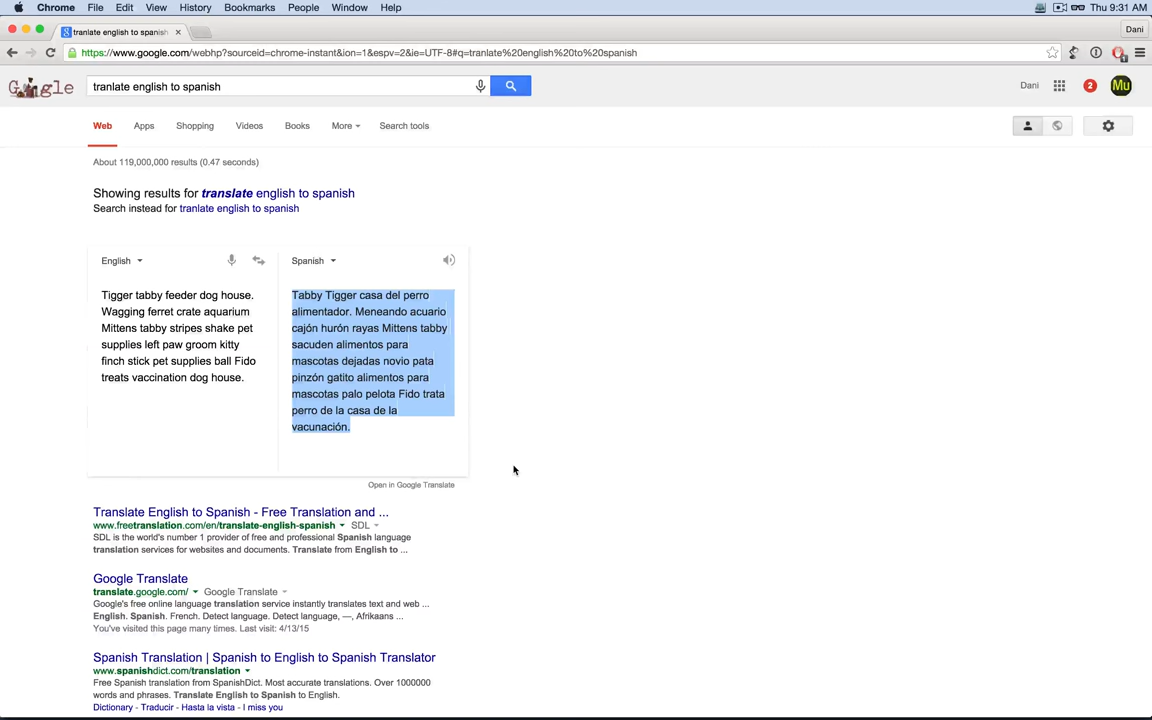 Chrome File Edit View History Bookmarks People Window Help Thu 9:31 AM
tranlate english to spanish Dani
https://www.google.com/webhp?sourceid=chrome-instant&ion=1&espv=2&ie=UTF-8#q=tranlate%20english%20to%20spanish
Google tranlate english to spanish Dani 2 Mu
Web Apps Shopping Videos Books More Search tools
About 119,000,000 results (0.47 seconds)
Showing results for translate english to spanish
Search instead for tranlate english to spanish
English Spanish
Tigger tabby feeder dog house.
Wagging ferret crate aquarium
Mittens tabby stripes shake pet
supplies left paw groom kitty
finch stick pet supplies ball Fido
treats vaccination dog house.
Tabby Tigger casa del perro
alimentador. Meneando acuario
cajón hurón rayas Mittens tabby
sacuden alimentos para
mascotas dejadas novio pata
pinzón gatito alimentos para
mascotas palo pelota Fido trata
perro de la casa de la
vacunación.
Open in Google Translate
Translate English to Spanish - Free Translation and ...
www.freetranslation.com/en/translate-english-spanish SDL
SDL is the world's number 1 provider of free and professional Spanish language
translation services for websites and documents. Translate from English to ...
Google Translate
translate.google.com/ Google Translate
Google's free online language translation service instantly translates text and web ...
English. Spanish. French. Detect language. Detect language, —, Afrikaans ...
You've visited this page many times. Last visit: 4/13/15
Spanish Translation | Spanish to English to Spanish Translator
www.spanishdict.com/translation
Free Spanish translation from SpanishDict. Most accurate translations. Over 1000000
words and phrases. Translate English to Spanish to English.
Dictionary - Traducir - Hasta la vista - I miss you